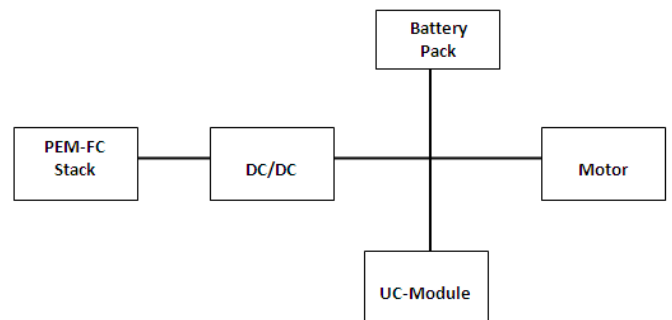 Battery
Pack
PEM-FC
Stack
DC/DC
Motor
UC-Module